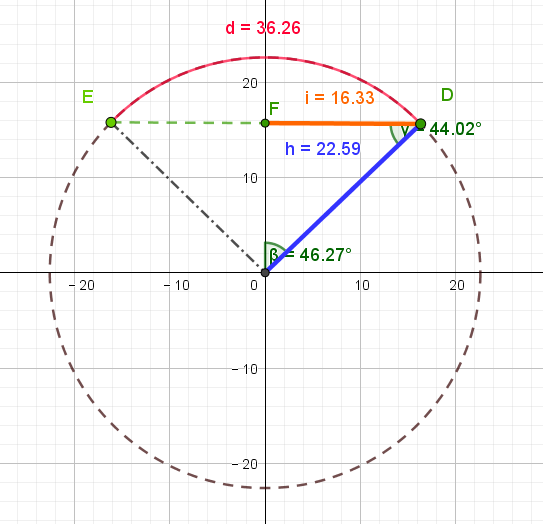 d = 36.26
E
20
i = 16.33
D
F
γ = 44.02°
h = 22.59
10
β = 46.27°
– 20
– 10
0
10
20
– 10
– 20